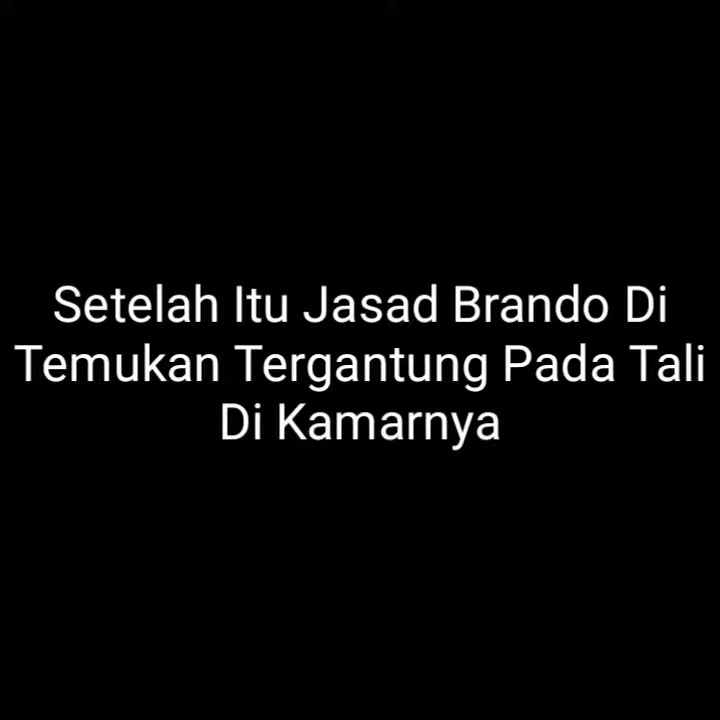 Setelah Itu Jasad Brando Di
Temukan Tergantung Pada Tali
Di Kamarnya